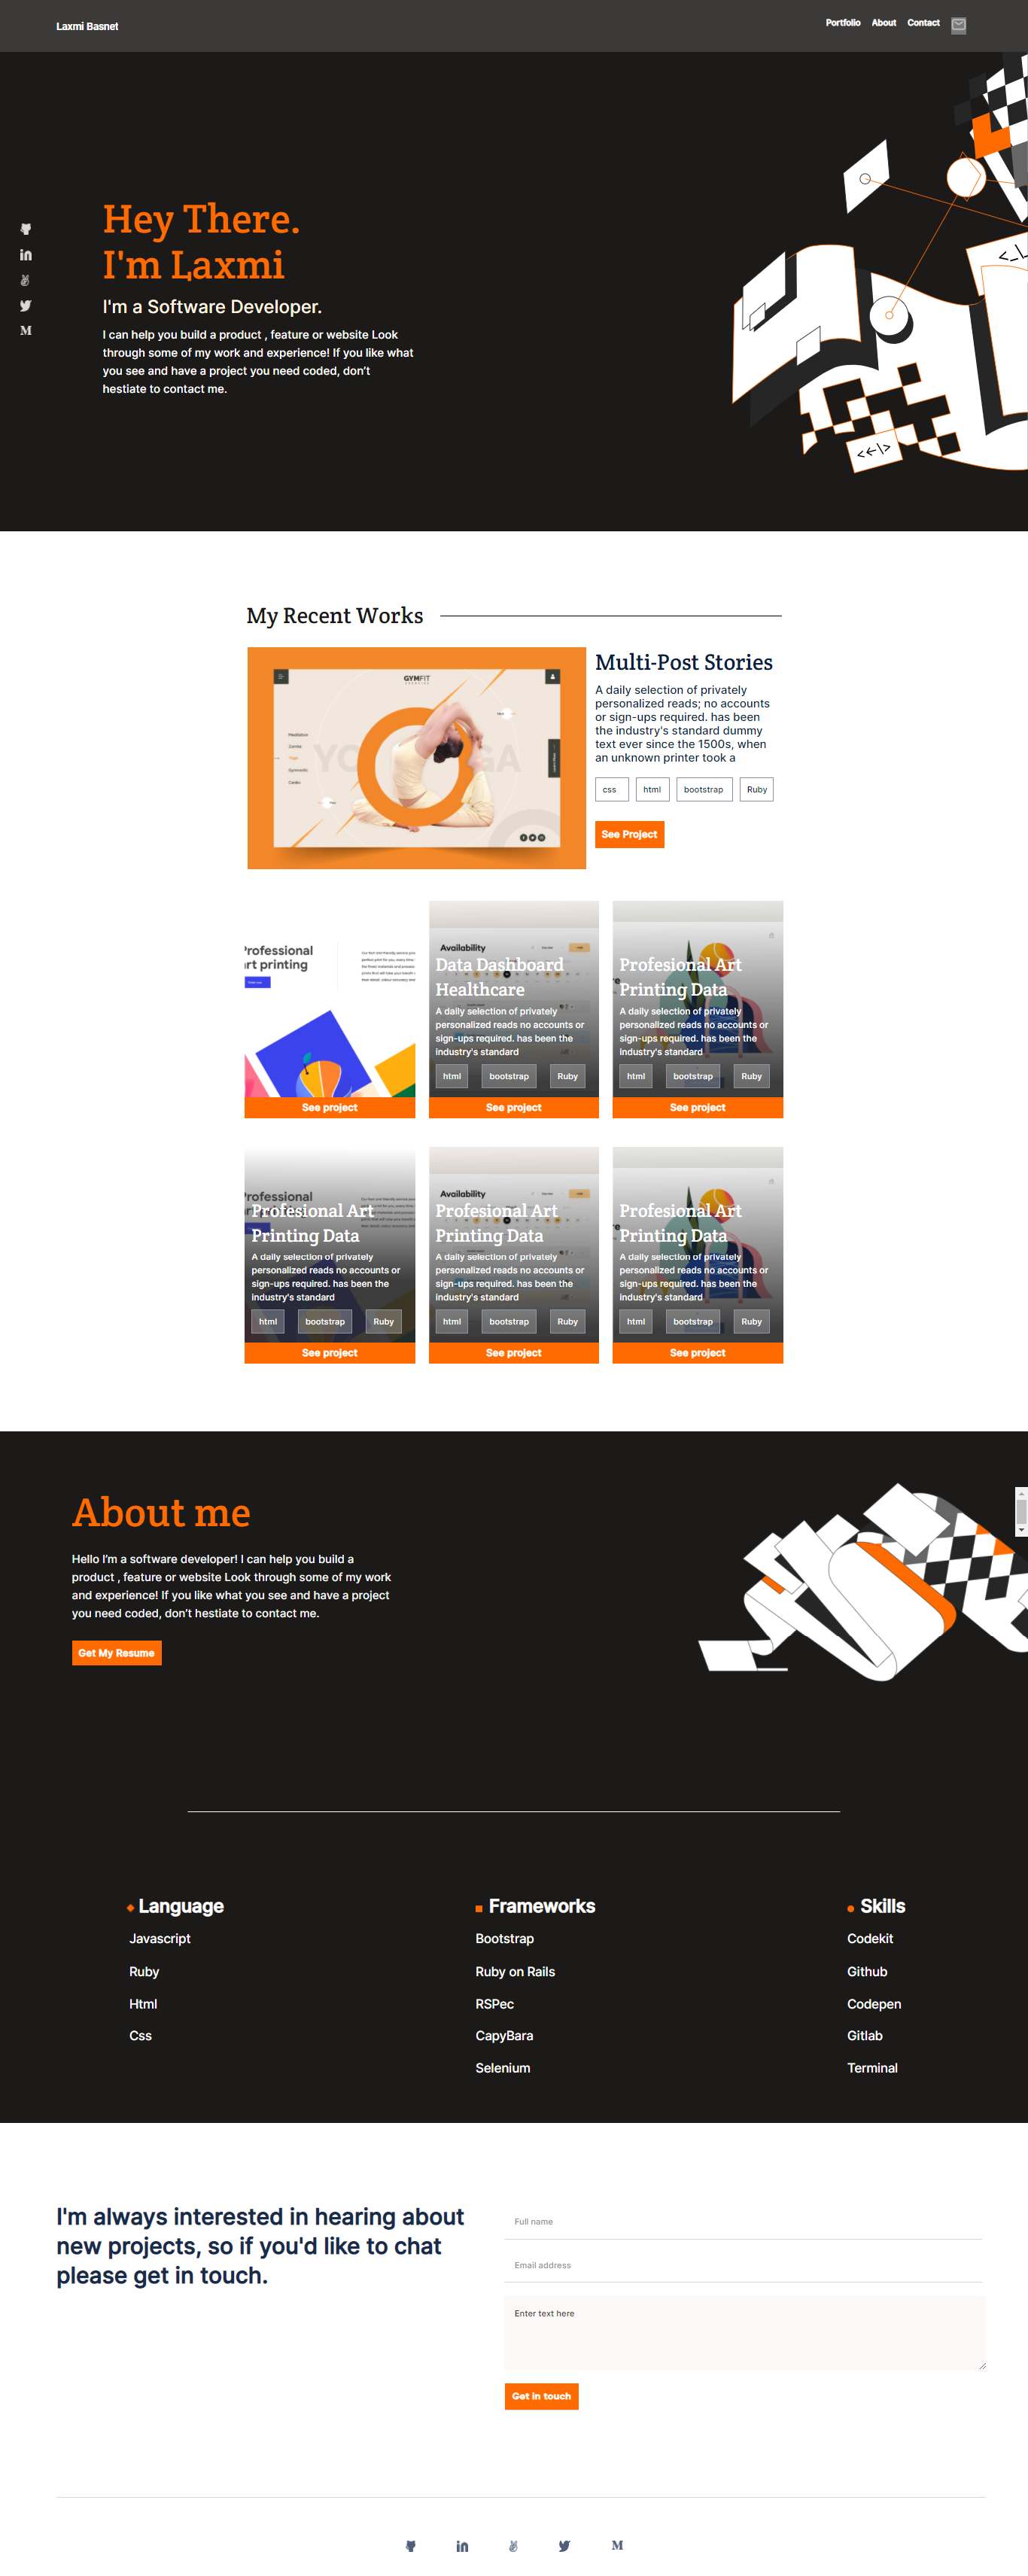 Laxmi Basnet
Portfolio About Contact
Hey There.
I'm Laxmi
I'm a Software Developer.
I can help you build a product , feature or website Look
through some of my work and experience! If you like what
you see and have a project you need coded, don't
hestiate to contact me.
<<-|>
My Recent Works
GYMFIT
Meditation
Zumba
Yoga
Gymnastic
Cardio
Multi-Post Stories
A daily selection of privately
personalized reads; no accounts
or sign-ups required. has been
the industry's standard dummy
text ever since the 1500s, when
an unknown printer took a
css html bootstrap Ruby
See Project
Professional
art printing
See project
Availability
Data Dashboard
Healthcare
A daily selection of privately
personalized reads no accounts or
sign-ups required. has been the
industry's standard
html bootstrap Ruby
See project
Profesional Art
Printing Data
A daily selection of privately
personalized reads no accounts or
sign-ups required. has been the
industry's standard
html bootstrap Ruby
See project
Professional
Profesional Art
Printing Data
A daily selection of privately
personalized reads no accounts or
sign-ups required. has been the
industry's standard
html bootstrap Ruby
See project
Availability
Profesional Art
Printing Data
A daily selection of privately
personalized reads no accounts or
sign-ups required. has been the
industry's standard
html bootstrap Ruby
See project
Profesional Art
Printing Data
A daily selection of privately
personalized reads no accounts or
sign-ups required. has been the
industry's standard
html bootstrap Ruby
See project
About me
Hello I'm a software developer! I can help you build a
product , feature or website Look through some of my work
and experience! If you like what you see and have a project
you need coded, don't hestiate to contact me.
Get My Resume
Language
Javascript
Ruby
Html
Css
Frameworks
Bootstrap
Ruby on Rails
RSPec
CapyBara
Selenium
Skills
Codekit
Github
Codepen
Gitlab
Terminal
I'm always interested in hearing about
new projects, so if you'd like to chat
please get in touch.
Full name
Email address
Enter text here
Get in touch